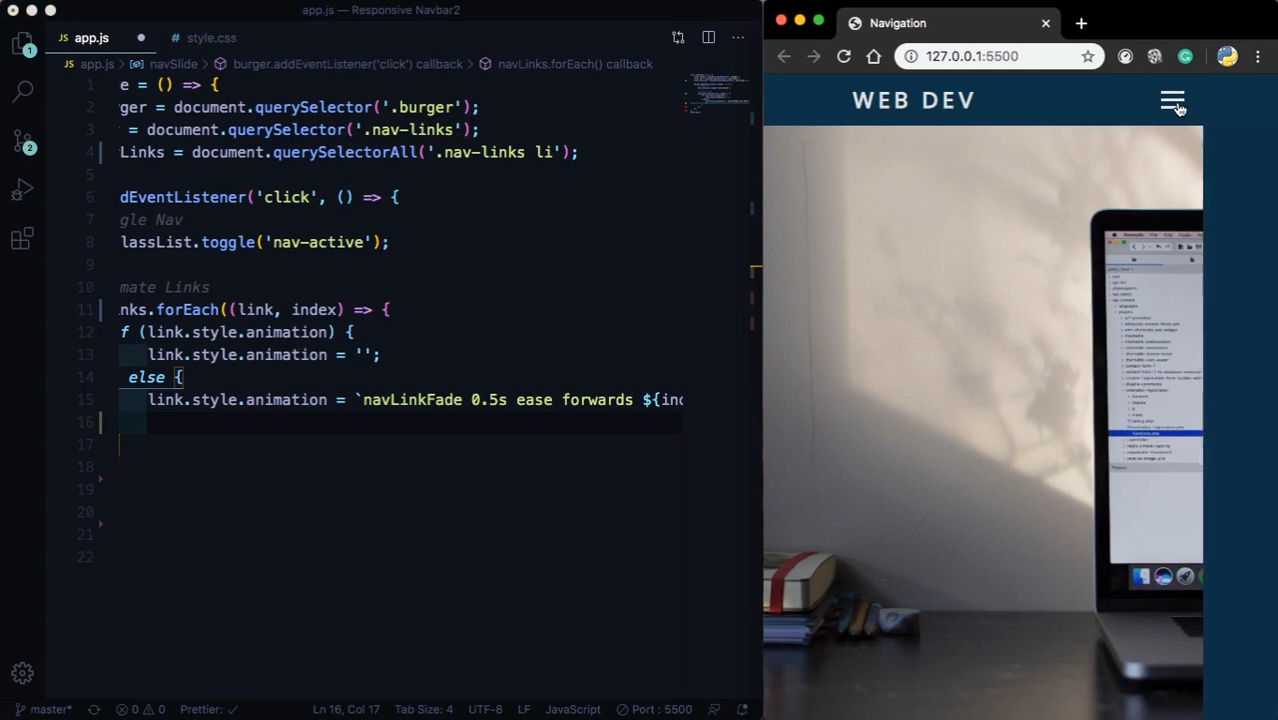 app.js — Responsive Navbar2
app.js
style.css
app.js > navSlide > burger.addEventListener('click') callback > navLinks.forEach() callback
1 e = () => {
2 ger = document.querySelector('.burger');
3 = document.querySelector('.nav-links');
4 Links = document.querySelectorAll('.nav-links li');
5
6 dEventListener('click', () => {
7 gle Nav
8 lassList.toggle('nav-active');
9
10 mate Links
11 nks.forEach((link, index) => {
12 f (link.style.animation) {
13 link.style.animation = '';
14 else {
15 link.style.animation = `navLinkFade 0.5s ease forwards ${ind
16
17
18
19
20
21
22
1
2
master*
0 0
Prettier: ✓
Ln 16, Col 17
Tab Size: 4
UTF-8
LF
JavaScript
Port : 5500
Navigation
127.0.0.1:5500
WEB DEV